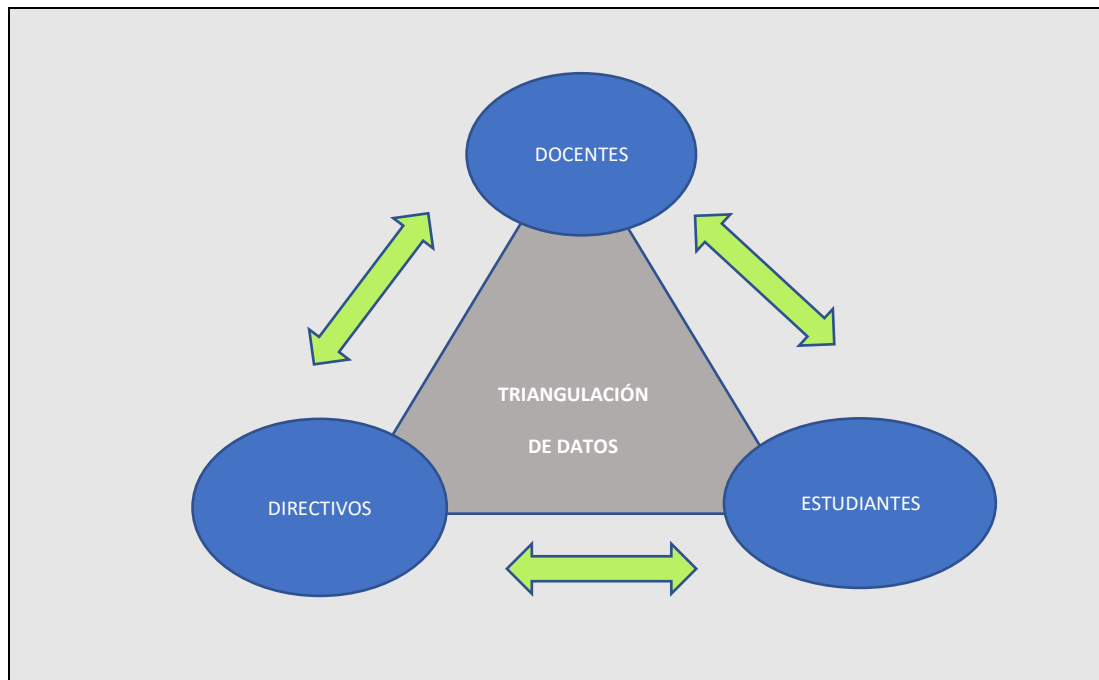 DOCENTES
TRIANGULACIÓN
DE DATOS
DIRECTIVOS
ESTUDIANTES